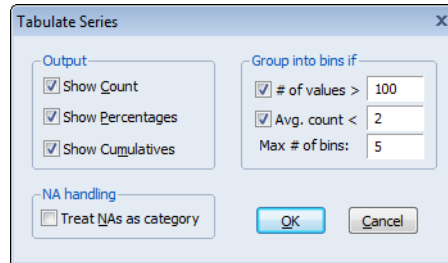 Tabulate Series x
Output
Show Count
Show Percentages
Show Cumulatives
NA handling
Treat NAs as category
Group into bins if
# of values > 100
Avg. count < 2
Max # of bins: 5
OK Cancel